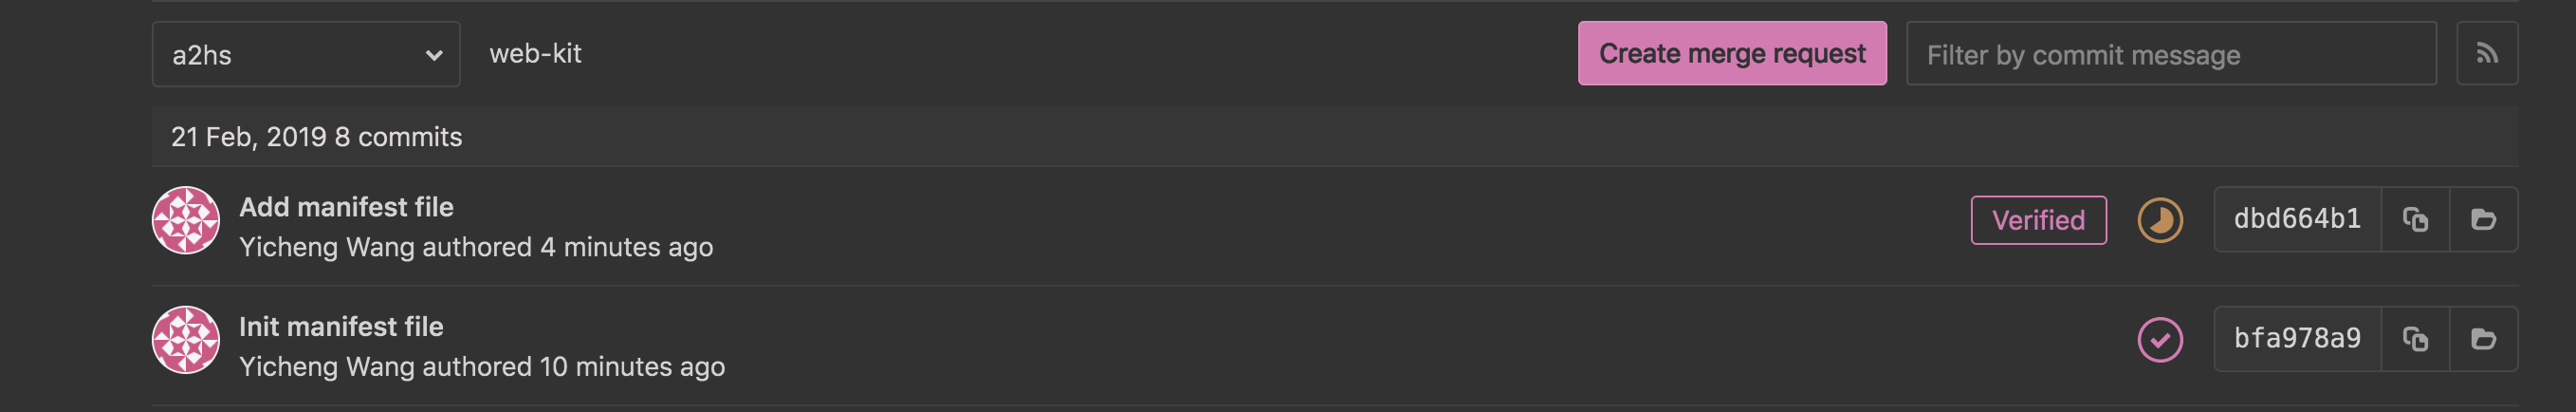 a2hs web-kit Create merge request Filter by commit message
21 Feb, 2019 8 commits
Add manifest file
Verified dbd664b1
Yicheng Wang authored 4 minutes ago
Init manifest file
bfa978a9
Yicheng Wang authored 10 minutes ago